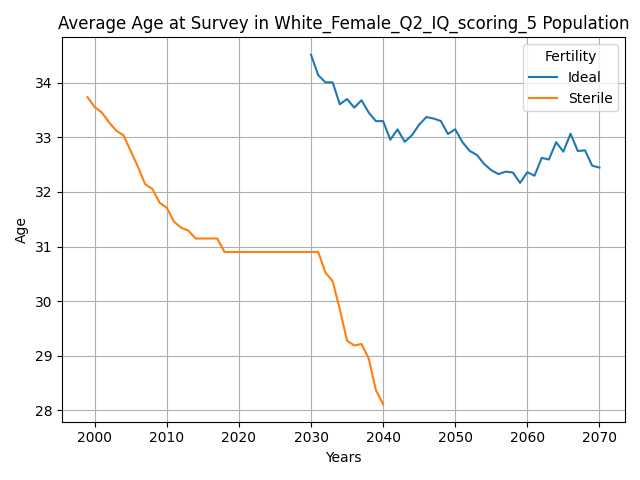 Average Age at Survey in White_Female_Q2_IQ_scoring_5 Population
Fertility
Ideal
Sterile
34
33
32
31
30
29
28
Age
2000 2010 2020 2030 2040 2050 2060 2070
Years